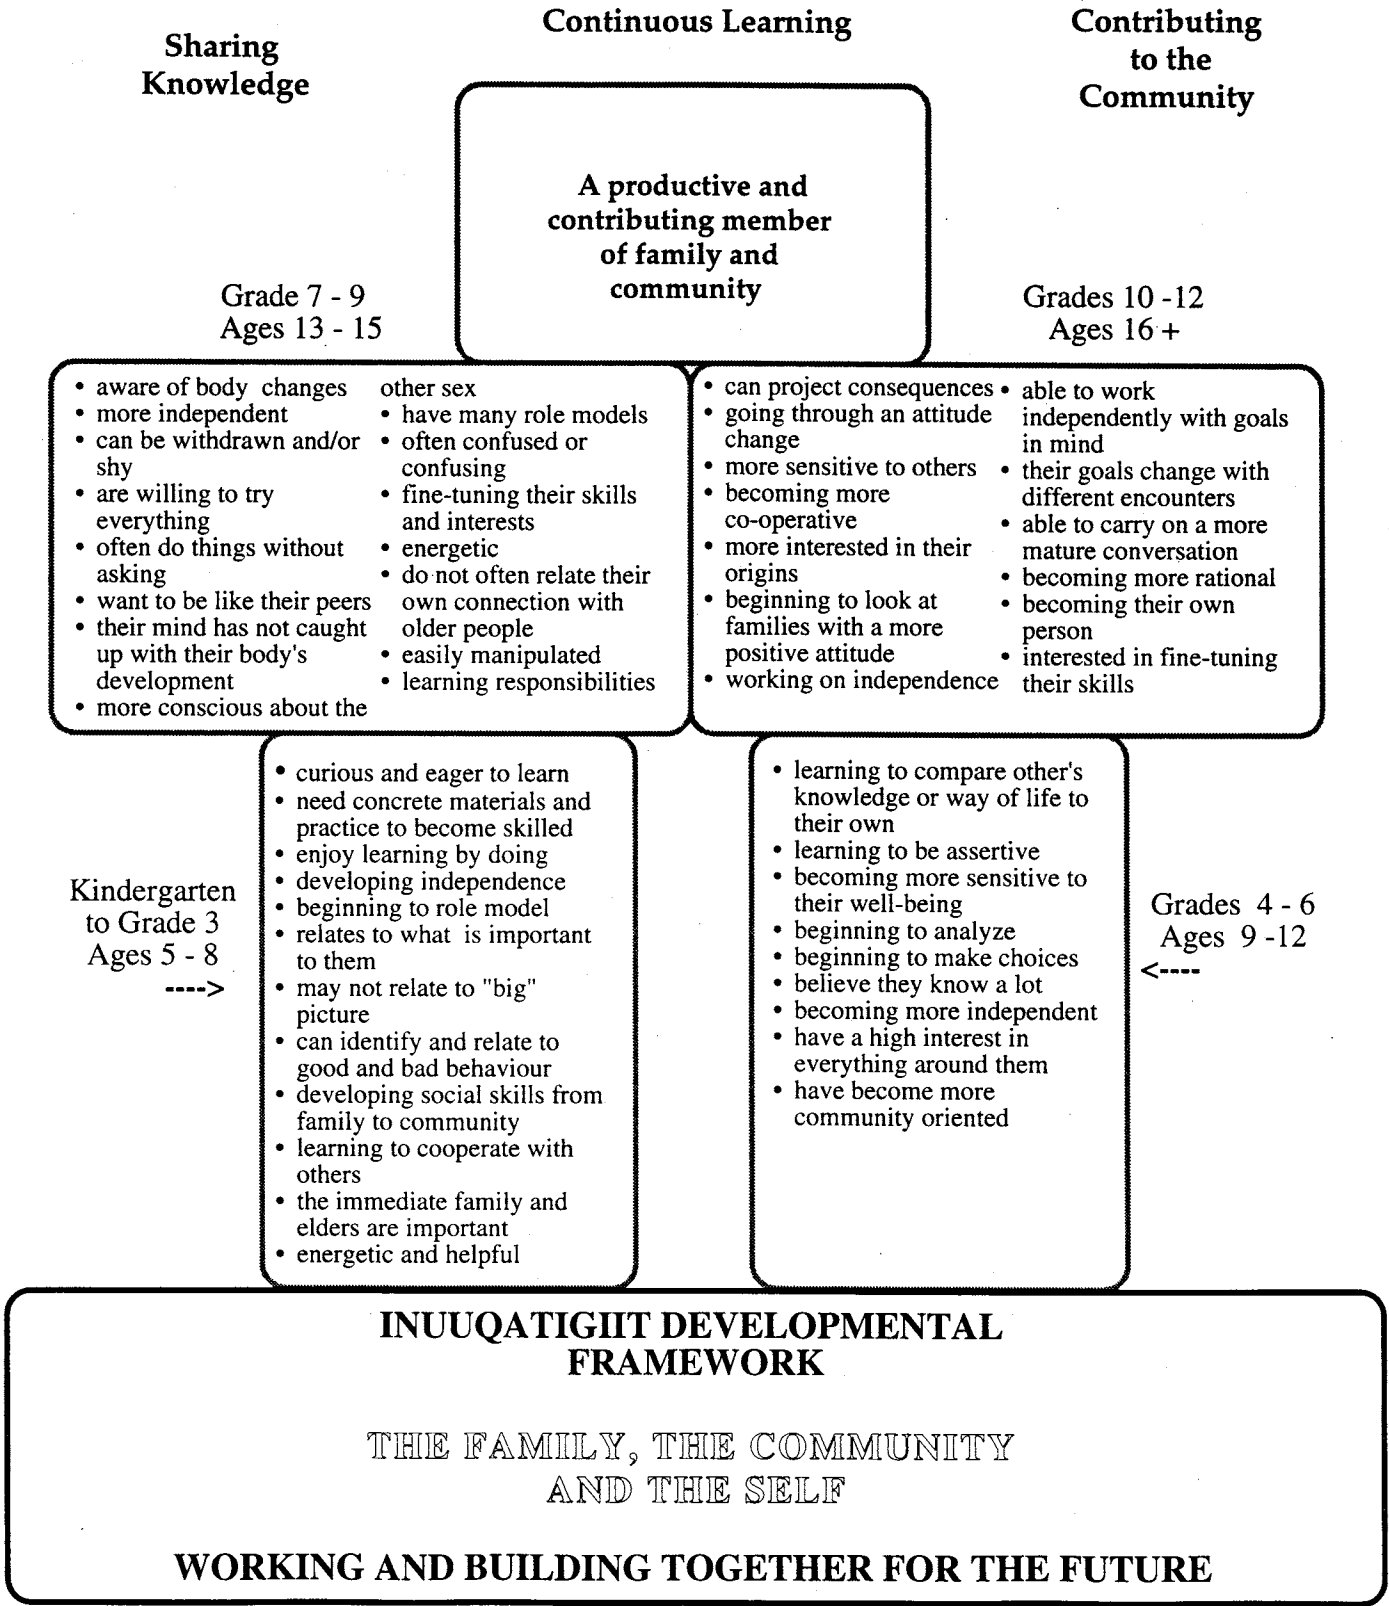 Sharing
Knowledge
Continuous Learning
Contributing
to the
Community
A productive and
contributing member
of family and
community
Grade 7 - 9
Ages 13 - 15
Grades 10 -12
Ages 16 +
• aware of body changes
• more independent
• can be withdrawn and/or
shy
• are willing to try
everything
• often do things without
asking
• want to be like their peers
• their mind has not caught
up with their body's
development
• more conscious about the
other sex
• have many role models
• often confused or
confusing
• fine-tuning their skills
and interests
• energetic
• do not often relate their
own connection with
older people
• easily manipulated
• learning responsibilities
• can project consequences
• going through an attitude
change
• more sensitive to others
• becoming more
co-operative
• more interested in their
origins
• beginning to look at
families with a more
positive attitude
• working on independence
• able to work
independently with goals
in mind
• their goals change with
different encounters
• able to carry on a more
mature conversation
• becoming more rational
• becoming their own
person
• interested in fine-tuning
their skills
Kindergarten
to Grade 3
Ages 5 - 8
---->
• curious and eager to learn
• need concrete materials and
practice to become skilled
• enjoy learning by doing
• developing independence
• beginning to role model
• relates to what is important
to them
• may not relate to "big"
picture
• can identify and relate to
good and bad behaviour
• developing social skills from
family to community
• learning to cooperate with
others
• the immediate family and
elders are important
• energetic and helpful
• learning to compare other's
knowledge or way of life to
their own
• learning to be assertive
• becoming more sensitive to
their well-being
• beginning to analyze
• beginning to make choices
• believe they know a lot
• becoming more independent
• have a high interest in
everything around them
• have become more
community oriented
Grades 4 - 6
Ages 9 -12
<----
INUUQATIGIIT DEVELOPMENTAL
FRAMEWORK
THE FAMILY, THE COMMUNITY
AND THE SELF
WORKING AND BUILDING TOGETHER FOR THE FUTURE